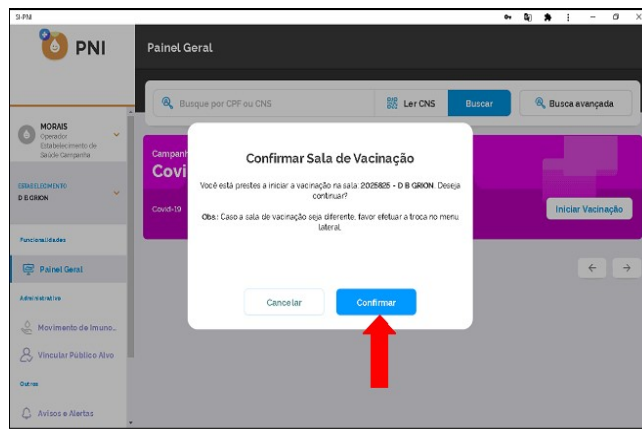 SI-PNI
PNI
Painel Geral
Busque por CPF ou CNS
Ler CNS
Buscar
Busca avançada
MORAIS
Operador
Estabelecimento de
Saúde Campanha
ESTABELECIMENTO
D B GRION
Campanh
Covi
Covid-19
Iniciar Vacinação
Confirmar Sala de Vacinação
Você está prestes a iniciar a vacinação na sala: 2025825 - D B GRION. Deseja
continuar?
Obs.: Caso a sala de vacinação seja diferente, favor efetuar a troca no menu
lateral.
Cancelar
Confirmar
Funcionalidades
Painel Geral
Administrativo
Movimento de Imuno...
Vincular Público Alvo
Outros
Avisos e Alertas